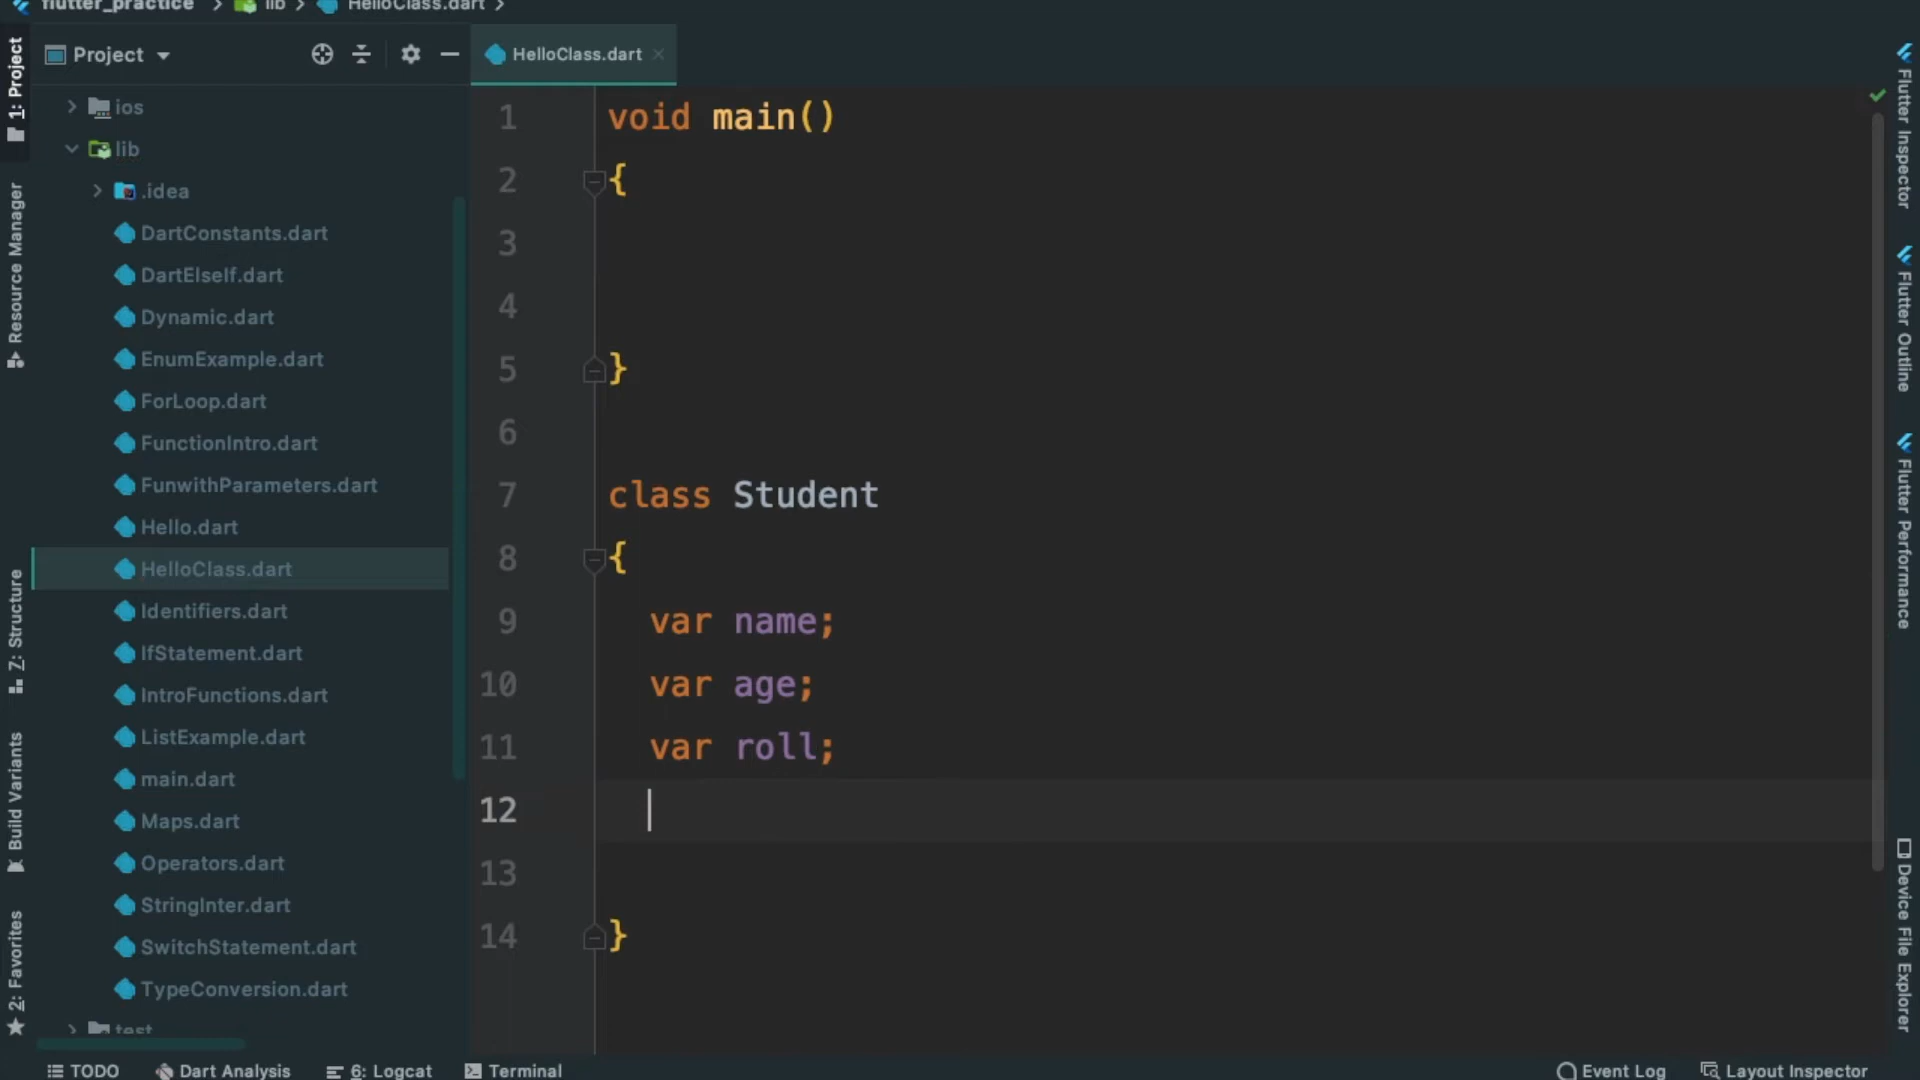 flutter_practice lib HelloClass.dart
Project
HelloClass.dart
ios
lib
.idea
DartConstants.dart
DartElseIf.dart
Dynamic.dart
EnumExample.dart
ForLoop.dart
FunctionIntro.dart
FunwithParameters.dart
Hello.dart
HelloClass.dart
Identifiers.dart
IfStatement.dart
IntroFunctions.dart
ListExample.dart
main.dart
Maps.dart
Operators.dart
StringInter.dart
SwitchStatement.dart
TypeConversion.dart
test
1: Project
Resource Manager
Z: Structure
Build Variants
2: Favorites
1 void main()
2 {
3
4
5 }
6
7 class Student
8 {
9 var name;
10 var age;
11 var roll;
12
13
14 }
Flutter Inspector
Flutter Outline
Flutter Performance
Device File Explorer
TODO
Dart Analysis
6: Logcat
Terminal
Event Log
Layout Inspector